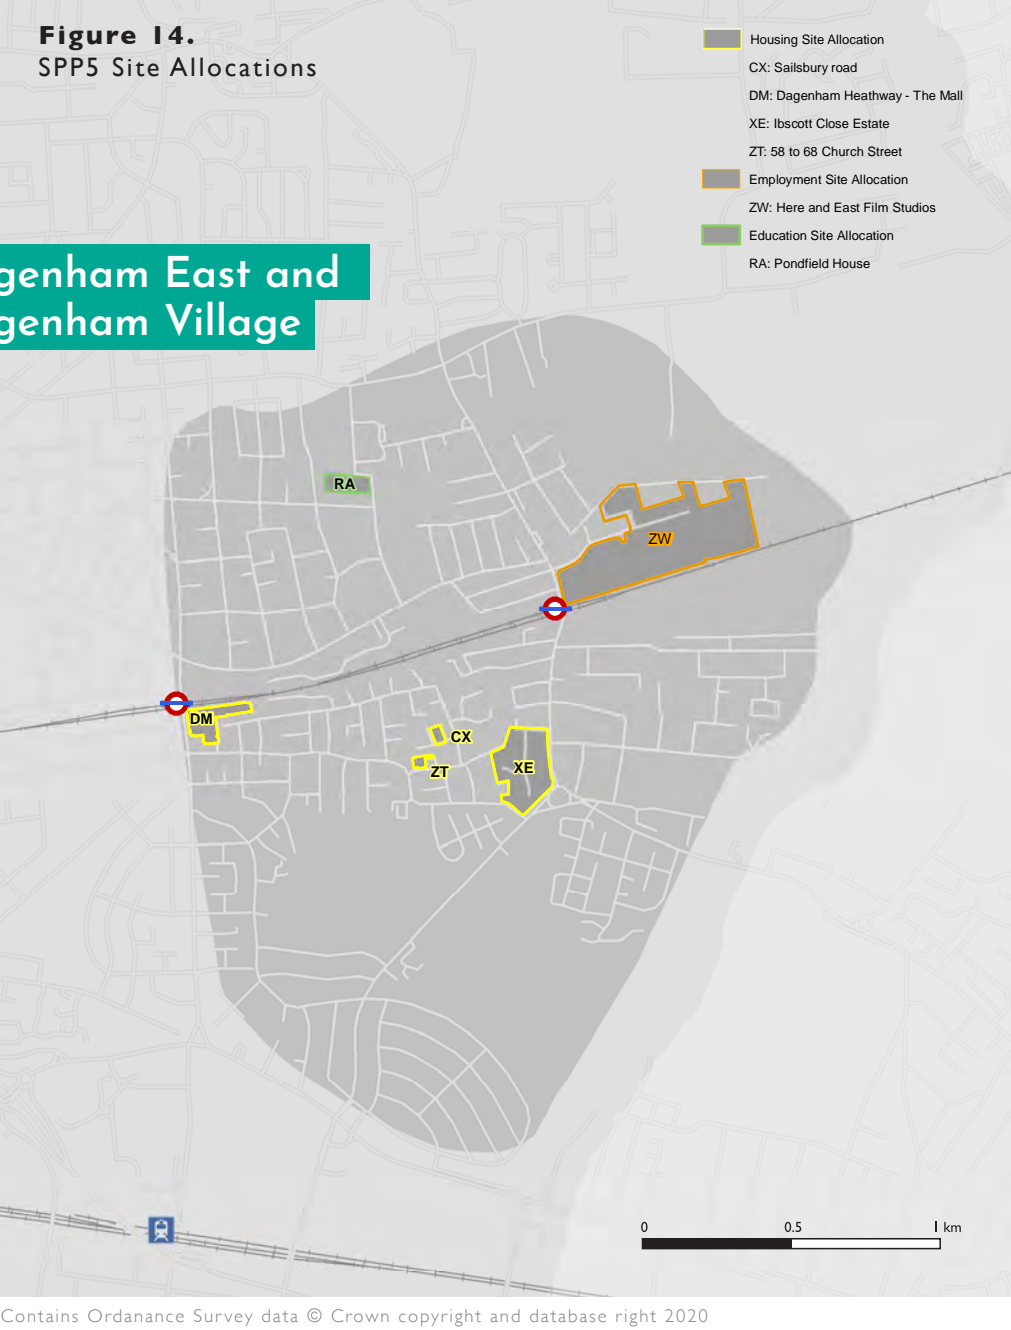 Figure 14.
SPP5 Site Allocations
Housing Site Allocation
CX: Sailsbury road
DM: Dagenham Heathway - The Mall
XE: Ibscott Close Estate
ZT: 58 to 68 Church Street
Employment Site Allocation
ZW: Here and East Film Studios
Education Site Allocation
RA: Pondfield House
genham East and
genham Village
RA
ZW
DM
CX
ZT
XE
0 0.5 1 km
Contains Ordanance Survey data © Crown copyright and database right 2020